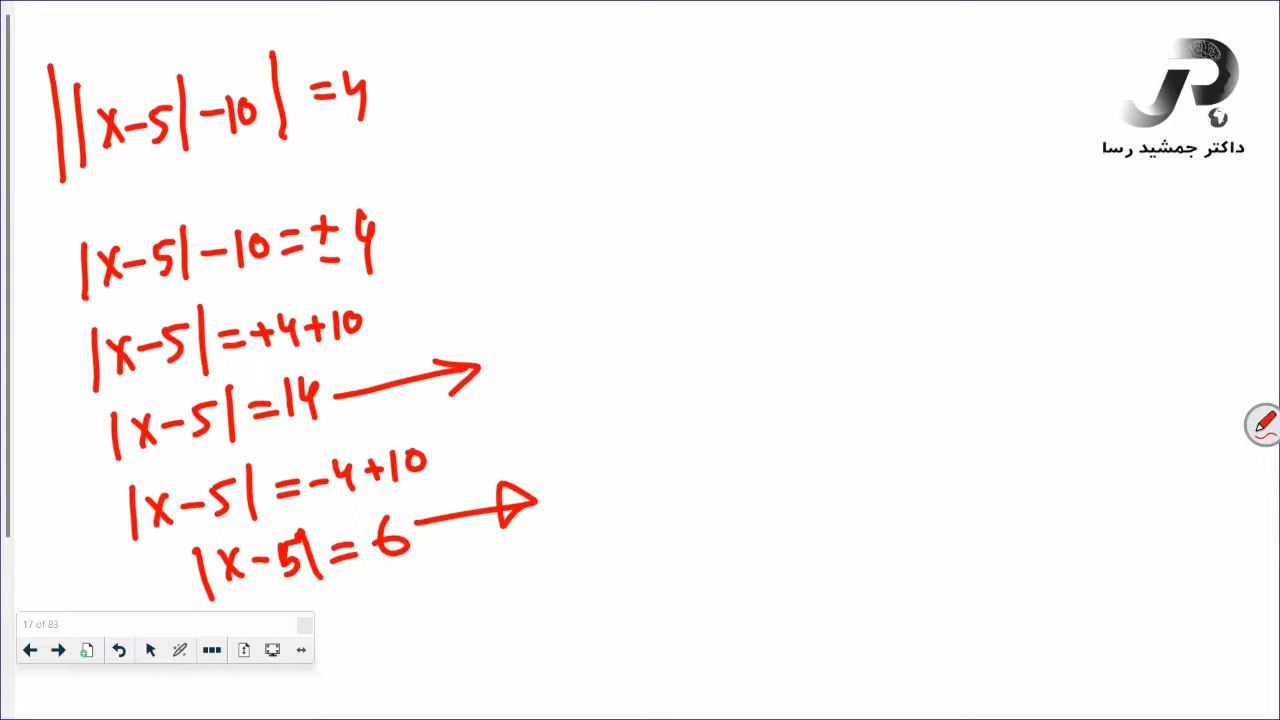 ||x-5|-10|=4
|x-5|-10=±4
|x-5|=+4+10
|x-5|=14
|x-5|=-4+10
|x-5|=6
داکتر جمشید رسا
17 of 83